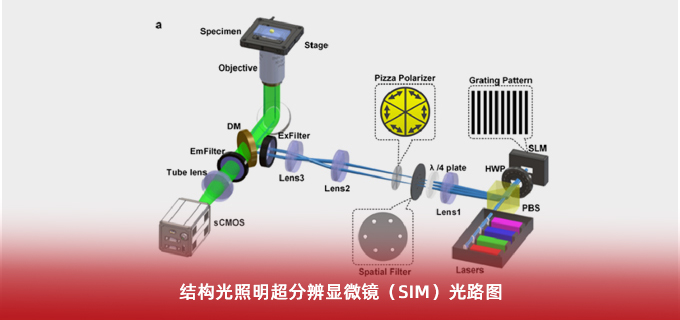 a
Specimen
Stage
Objective
Pizza Polarizer
Grating Pattern
DM
ExFilter
SLM
EmFilter
λ /4 plate
HWP
Tube lens
Lens3
Lens2
Lens1
PBS
sCMOS
Spatial Filter
Lasers
结构光照明超分辨显微镜（SIM）光路图